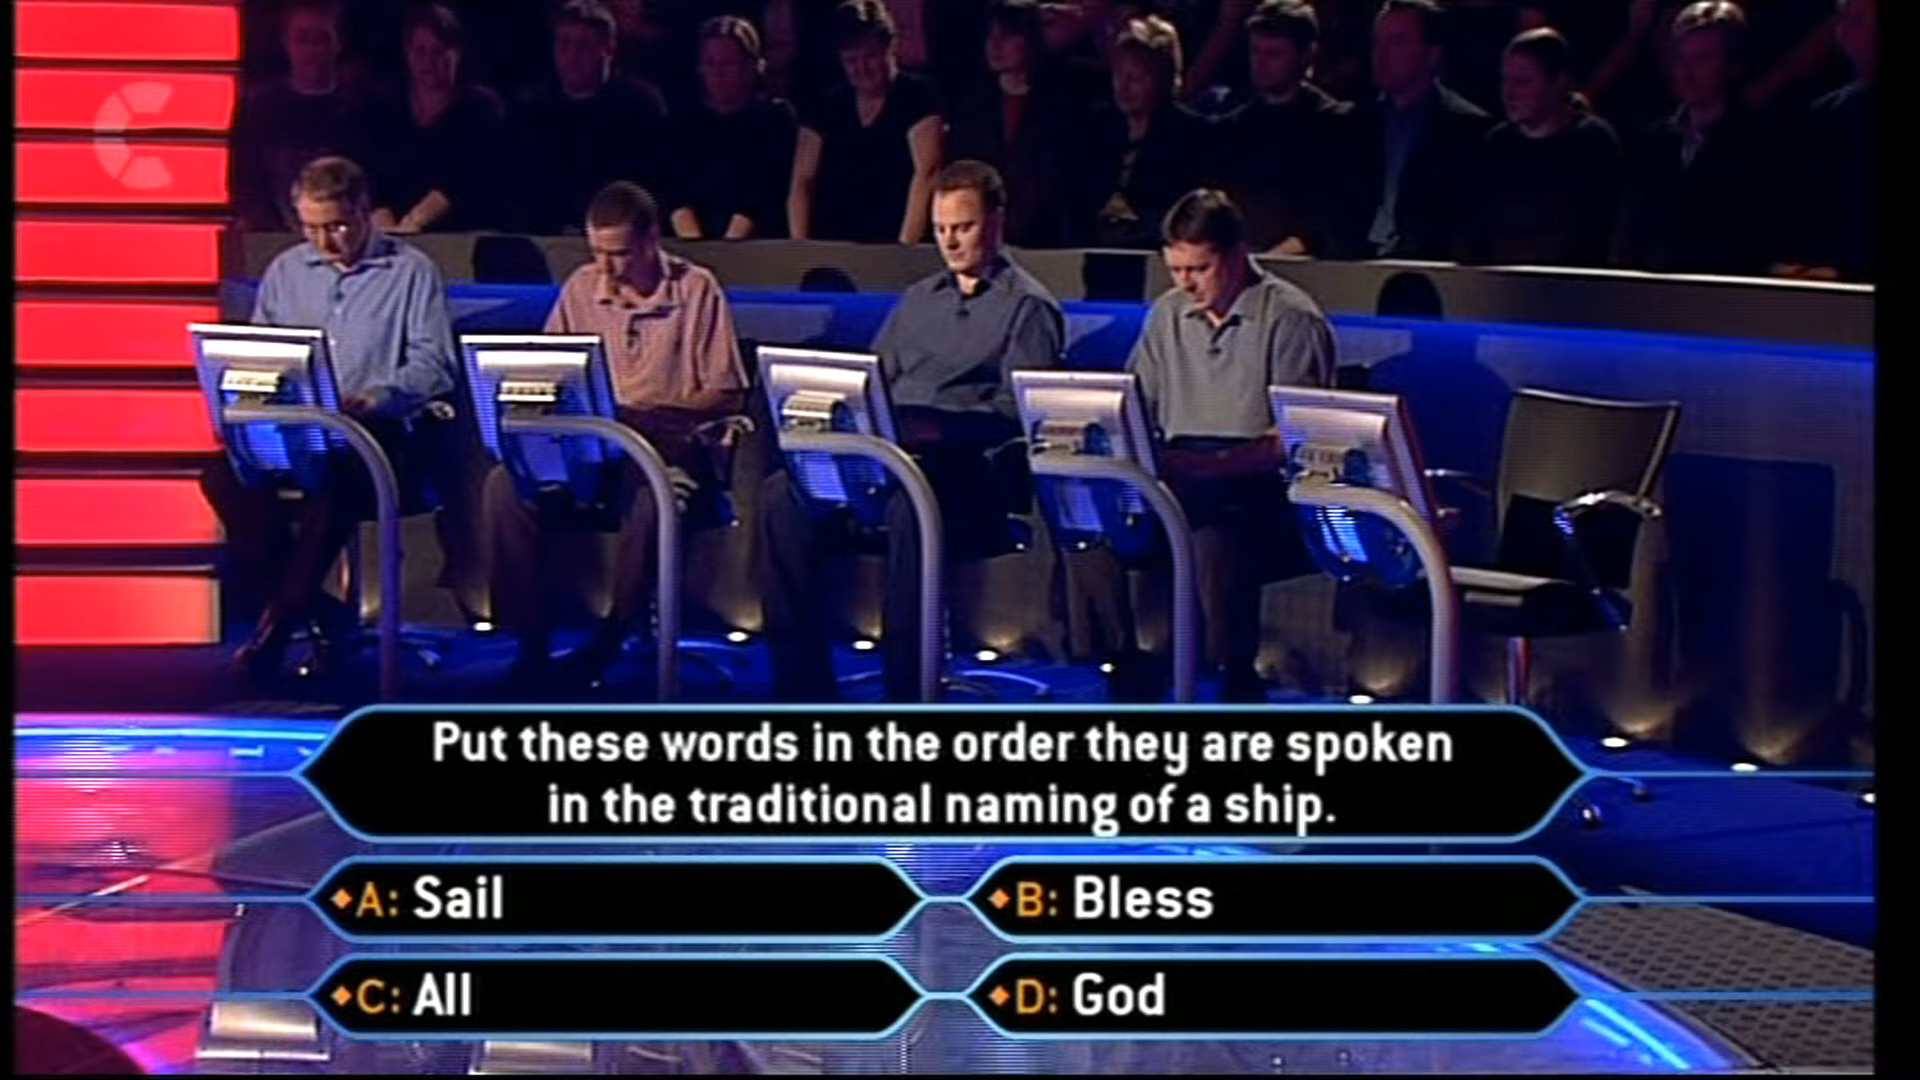 Put these words in the order they are spoken
in the traditional naming of a ship.
A: Sail
B: Bless
C: All
D: God